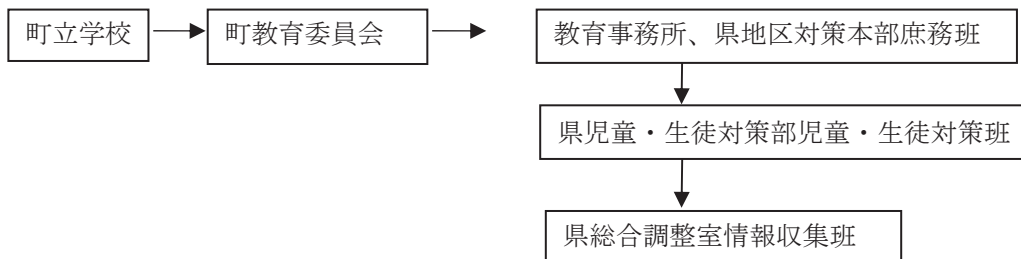 町立学校
町教育委員会
教育事務所、県地区対策本部庶務班
県児童・生徒対策部児童・生徒対策班
県総合調整室情報収集班